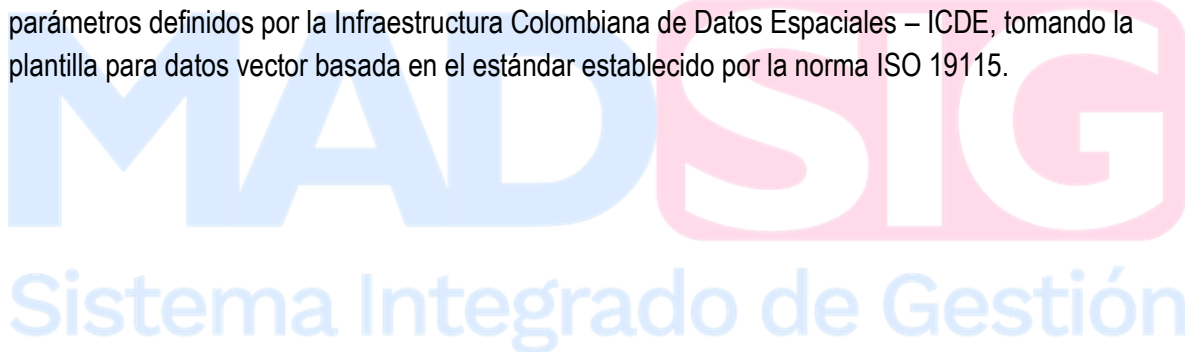 parámetros definidos por la Infraestructura Colombiana de Datos Espaciales – ICDE, tomando la
plantilla para datos vector basada en el estándar establecido por la norma ISO 19115.
MADSIG
Sistema Integrado de Gestión